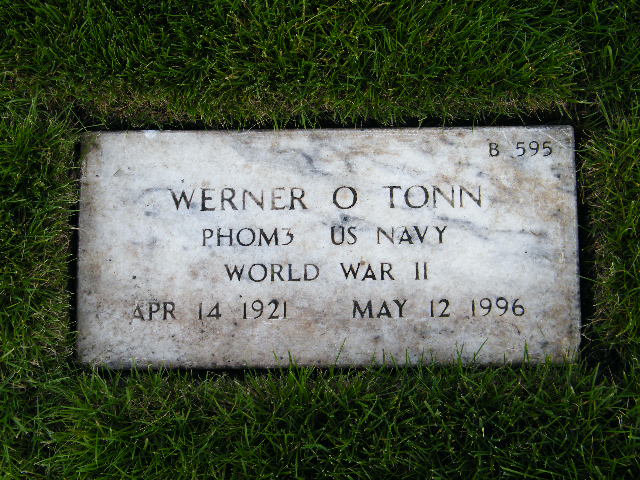 B 595
WERNER O TONN
PHOM3 US NAVY
WORLD WAR II
APR 14 1921 MAY 12 1996